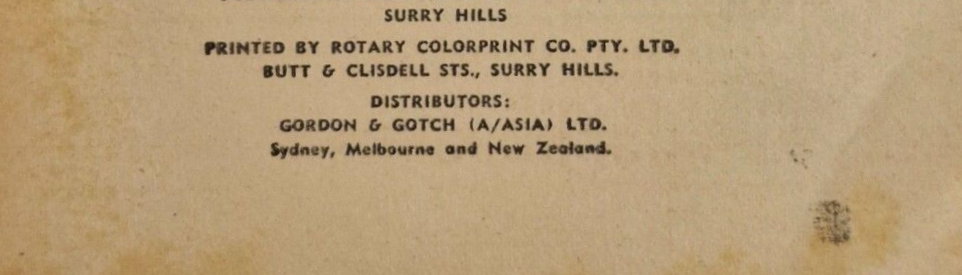 SURRY HILLS
PRINTED BY ROTARY COLORPRINT CO. PTY. LTD.
BUTT & CLISDELL STS., SURRY HILLS.
DISTRIBUTORS:
GORDON & GOTCH (A/ASIA) LTD.
Sydney, Melbourne and New Zealand.